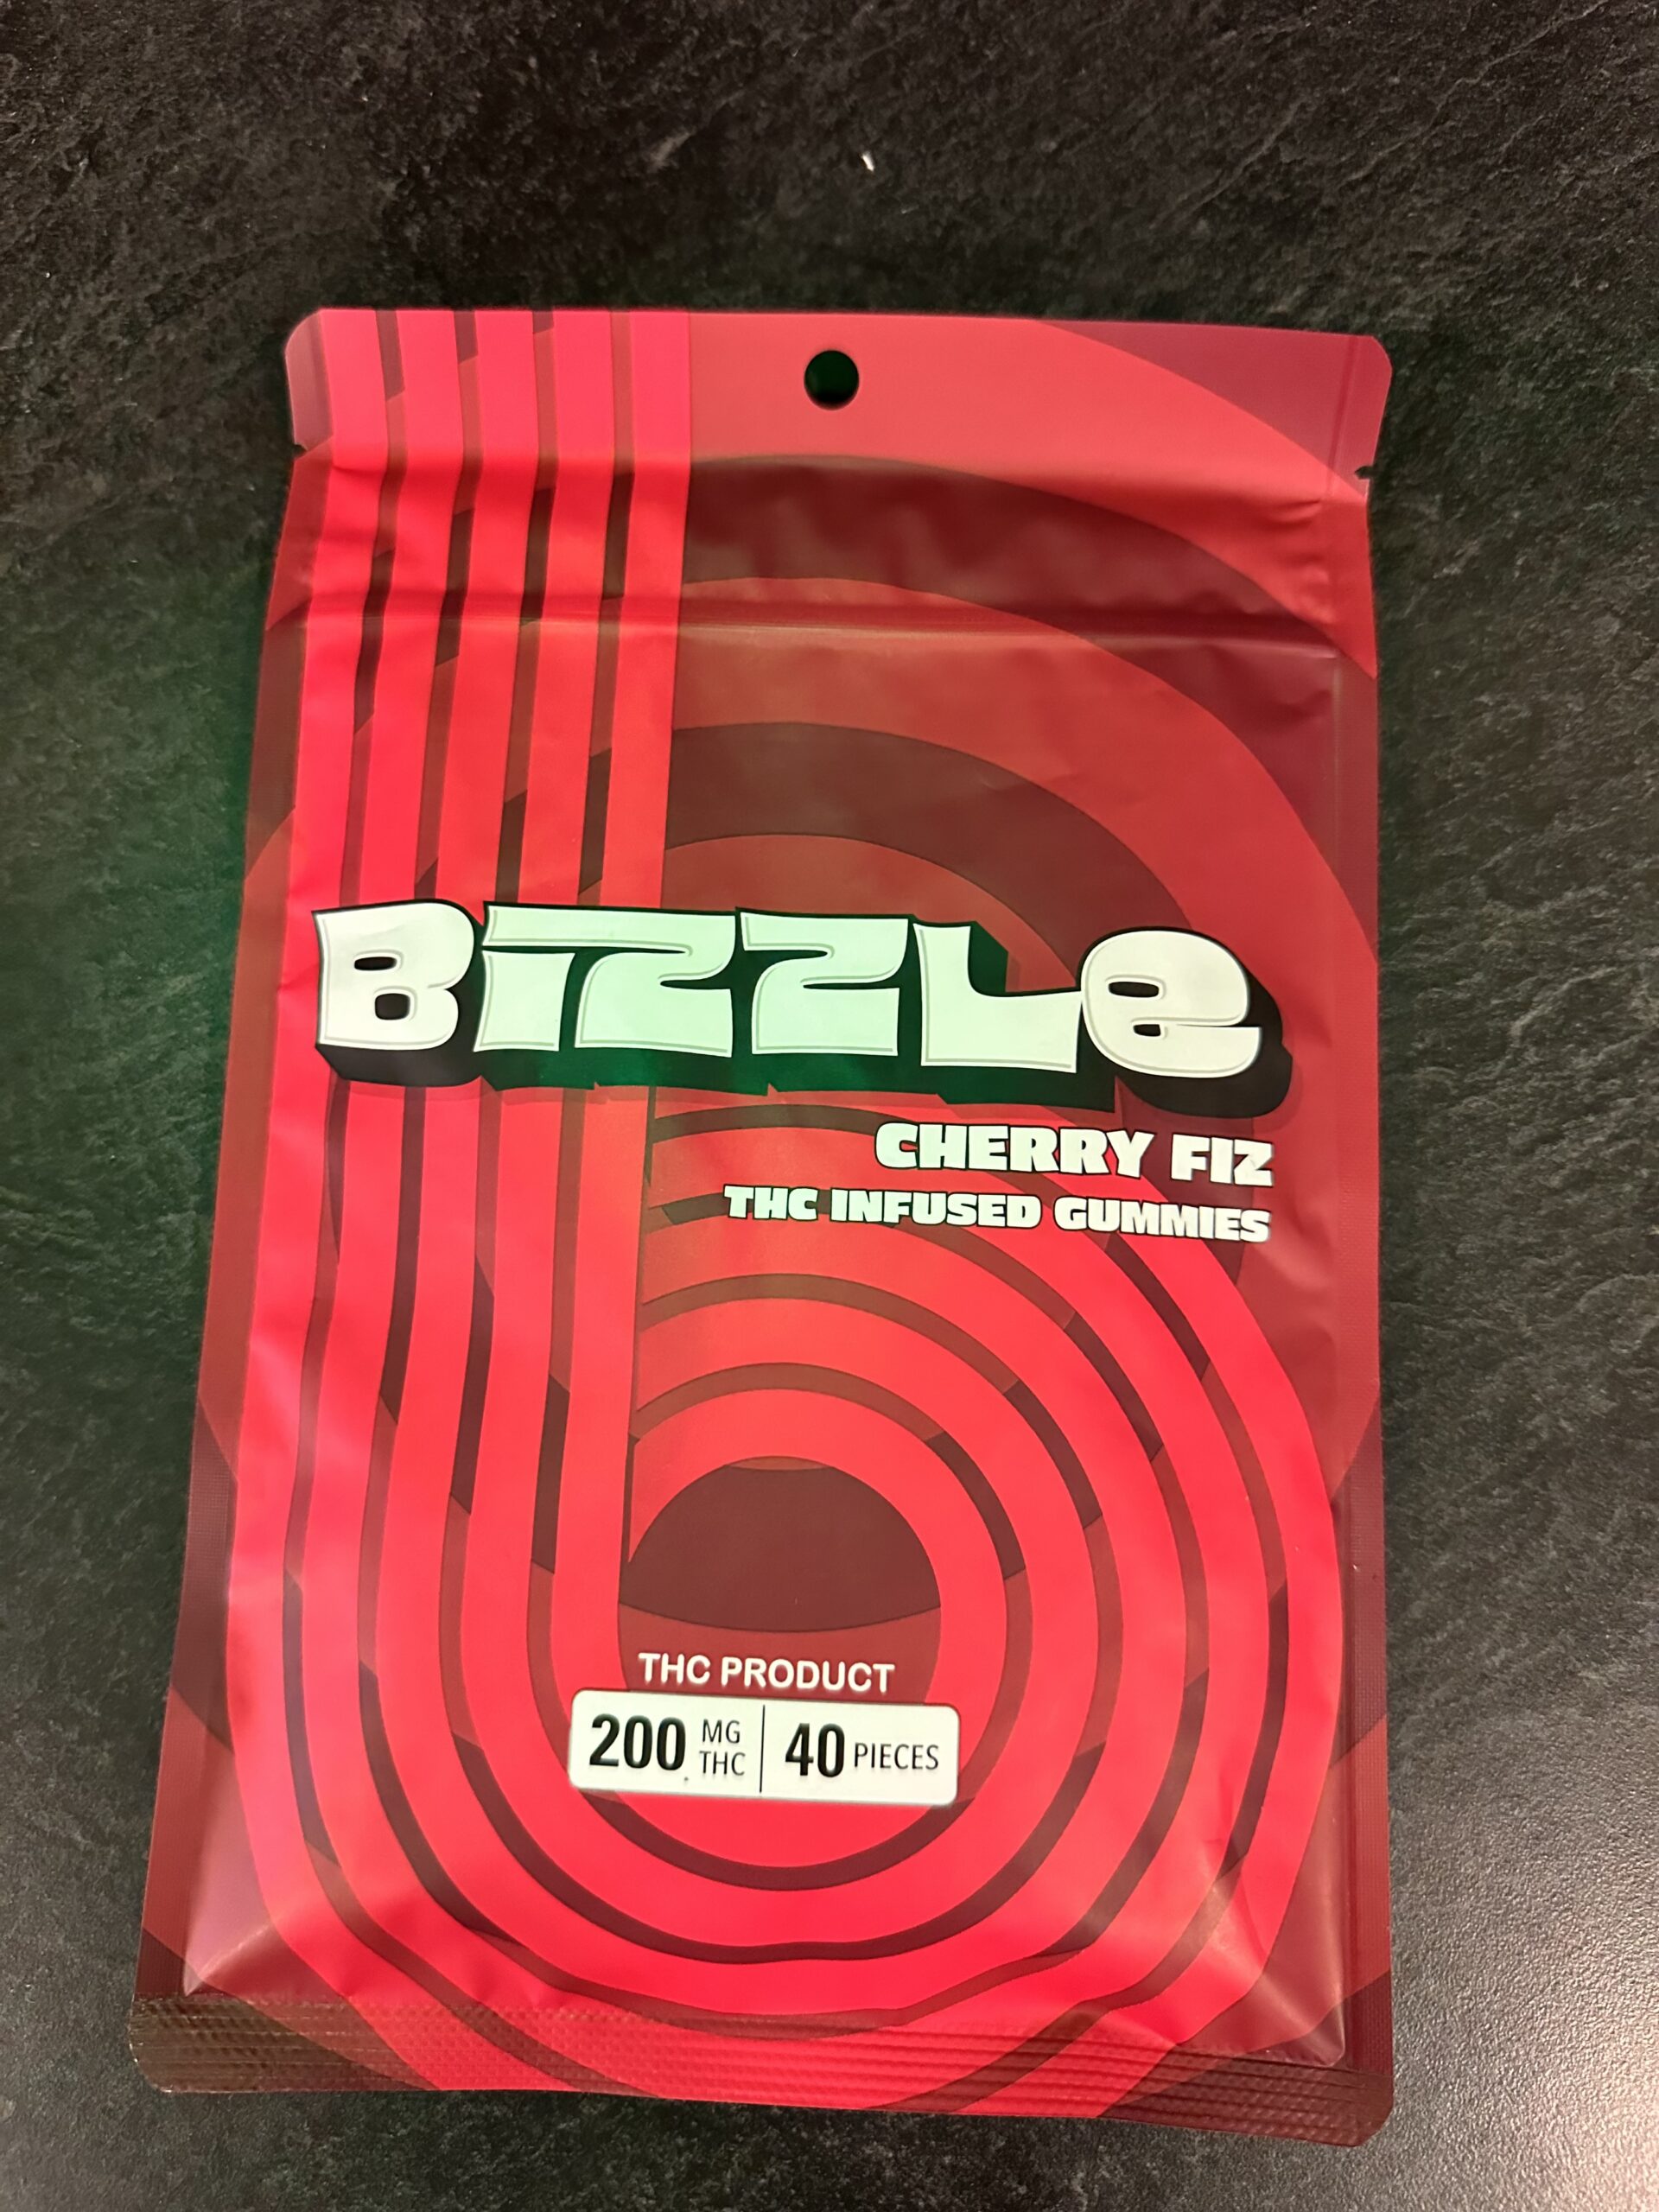 BIZZLe
CHERRY FIZ
THC INFUSED GUMMIES
THC PRODUCT
200 MG THC | 40 PIECES